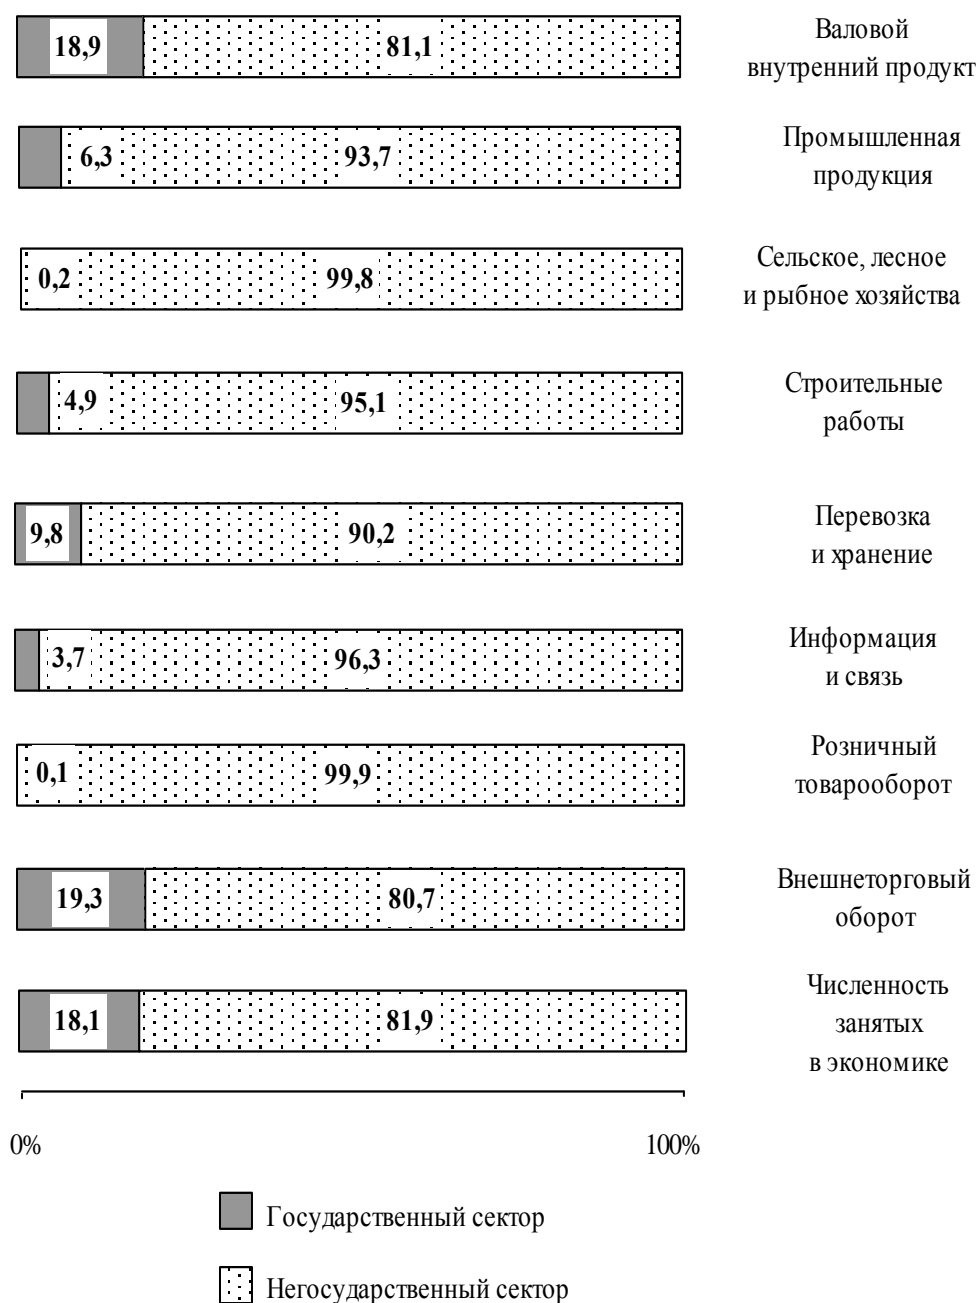 18,9 81,1 Валовой
внутренний продукт
6,3 93,7 Промышленная
продукция
0,2 99,8 Сельское, лесное
и рыбное хозяйства
4,9 95,1 Строительные
работы
9,8 90,2 Перевозка
и хранение
3,7 96,3 Информация
и связь
0,1 99,9 Розничный
товарооборот
19,3 80,7 Внешнеторговый
оборот
18,1 81,9 Численность
занятых
в экономике
0% 100%
Государственный сектор
Негосударственный сектор